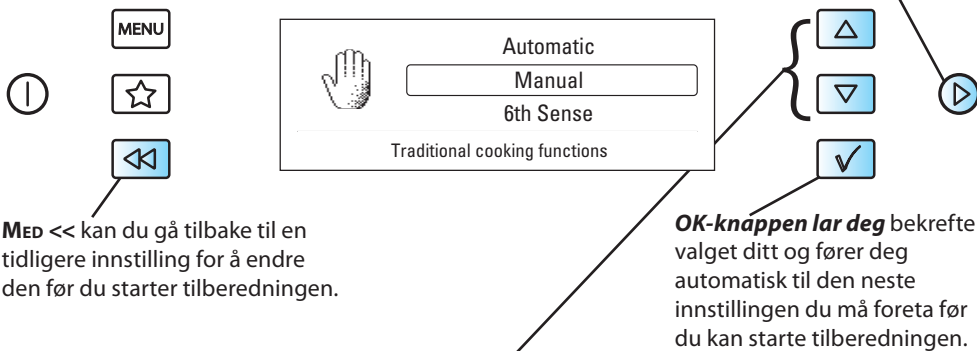 MENU
Automatic
Manual
6th Sense
Traditional cooking functions
MED << kan du gå tilbake til en
tidligere innstilling for å endre
den før du starter tilberedningen.
OK-knappen lar deg bekrefte
valget ditt og fører deg
automatisk til den neste
innstillingen du må foreta før
du kan starte tilberedningen.